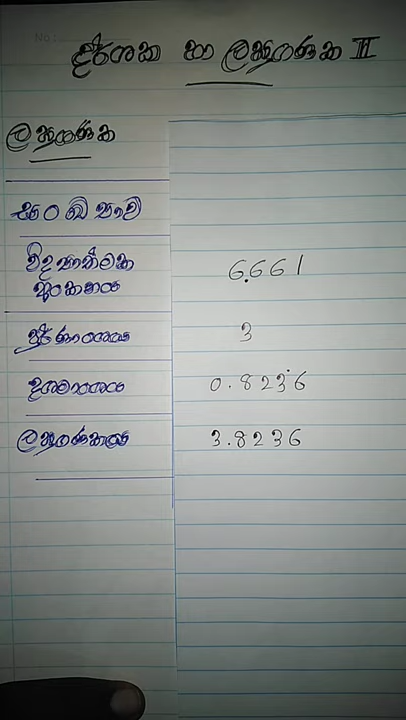 No:
දර්ශක හා ලඝුගණක II
ලඝුගණක
සංඛ්‍යාව
විද්‍යාත්මක 6.661
අංකනය
පූර්ණාංශය 3
දශමාංශය 0.8236
ලඝුගණකය 3.8236